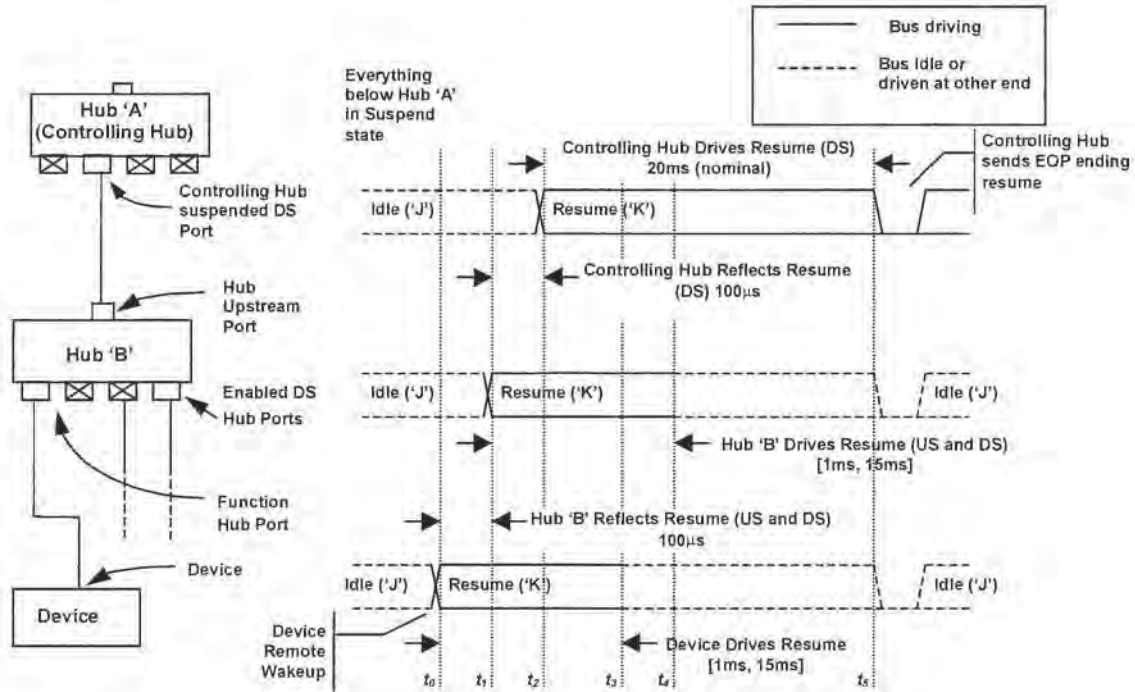 Bus driving
Bus Idle or
driven at other end
Hub 'A'
(Controlling Hub)
Controlling Hub
suspended DS
Port
Hub
Upstream
Port
Hub 'B'
Enabled DS
Hub Ports
Function
Hub Port
Device
Device
Everything
below Hub 'A'
in Suspend
state
Controlling Hub Drives Resume (DS)
20ms (nominal)
Controlling Hub
sends EOP ending
resume
Idle ('J')
Resume ('K')
Controlling Hub Reflects Resume
(DS) 100µs
Idle ('J')
Resume ('K')
Idle ('J')
Hub 'B' Drives Resume (US and DS)
[1ms, 15ms]
Hub 'B' Reflects Resume (US and DS)
100µs
Idle ('J')
Resume ('K')
Idle ('J')
Device
Remote
Wakeup
Device Drives Resume
[1ms, 15ms]
t0 t1 t2 t3 t4 t5